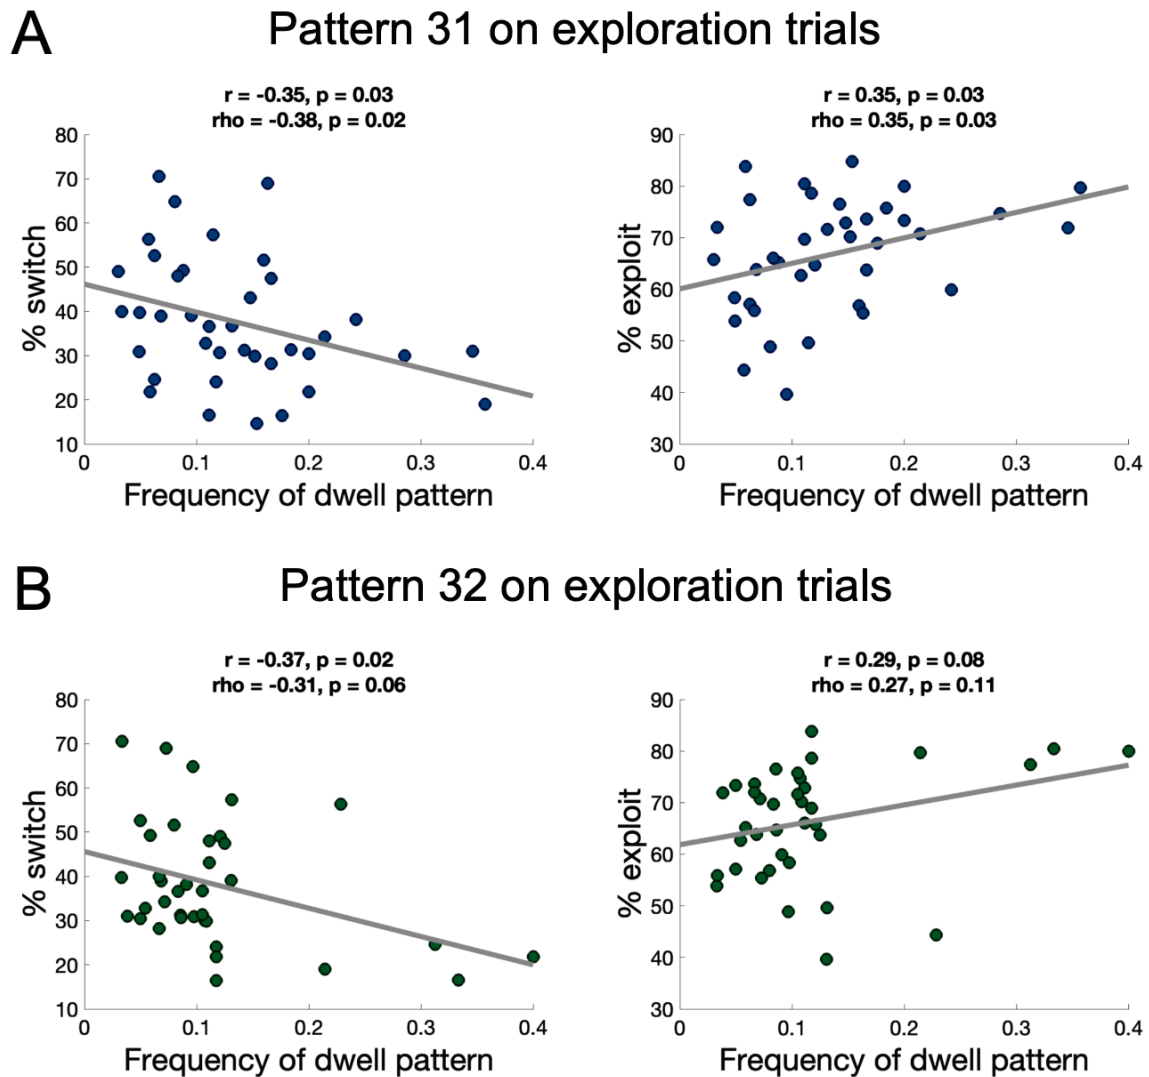 A
Pattern 31 on exploration trials
r = -0.35, p = 0.03
rho = -0.38, p = 0.02
80
70
60
50
40
30
20
10
% switch
0 0.1 0.2 0.3 0.4
Frequency of dwell pattern
r = 0.35, p = 0.03
rho = 0.35, p = 0.03
90
80
70
60
50
40
30
% exploit
0 0.1 0.2 0.3 0.4
Frequency of dwell pattern
B
Pattern 32 on exploration trials
r = -0.37, p = 0.02
rho = -0.31, p = 0.06
80
70
60
50
40
30
20
10
% switch
0 0.1 0.2 0.3 0.4
Frequency of dwell pattern
r = 0.29, p = 0.08
rho = 0.27, p = 0.11
90
80
70
60
50
40
30
% exploit
0 0.1 0.2 0.3 0.4
Frequency of dwell pattern